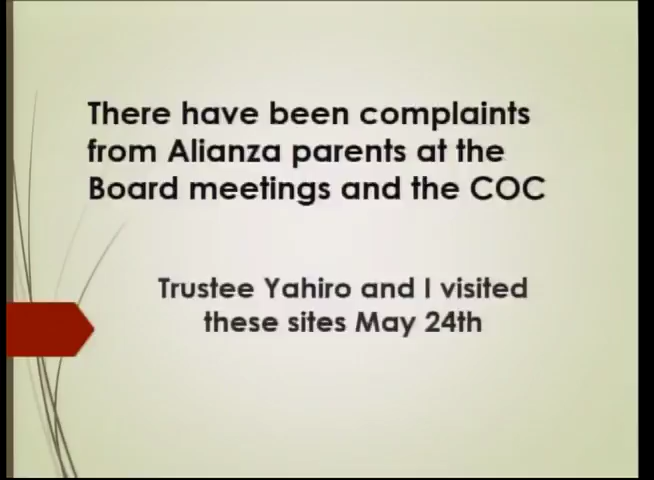 There have been complaints
from Alianza parents at the
Board meetings and the COC
Trustee Yahiro and I visited
these sites May 24th